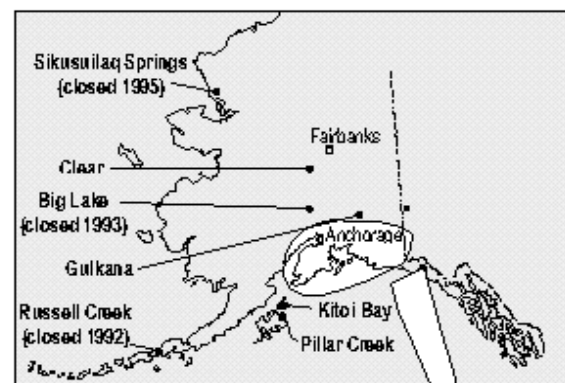 Sikusuilaq Springs
(closed 1995)
Fairbanks
Clear
Big Lake
(closed 1993)
Anchorage
Gulkana
Russell Creek
(closed 1992)
Kitoi Bay
Pillar Creek